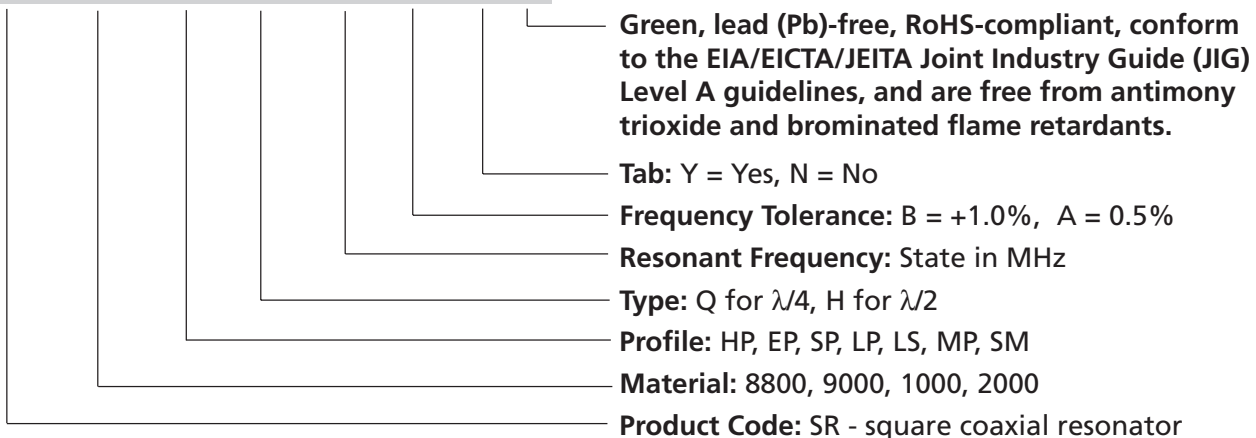 Green, lead (Pb)-free, RoHS-compliant, conform
to the EIA/EICTA/JEITA Joint Industry Guide (JIG)
Level A guidelines, and are free from antimony
trioxide and brominated flame retardants.
Tab: Y = Yes, N = No
Frequency Tolerance: B = +1.0%, A = 0.5%
Resonant Frequency: State in MHz
Type: Q for λ/4, H for λ/2
Profile: HP, EP, SP, LP, LS, MP, SM
Material: 8800, 9000, 1000, 2000
Product Code: SR - square coaxial resonator